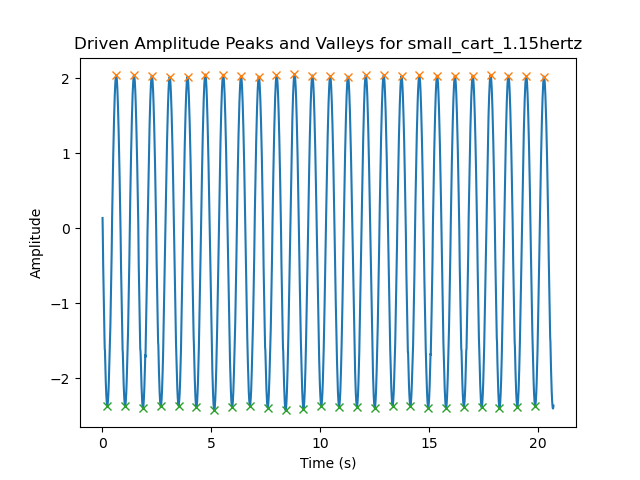 Driven Amplitude Peaks and Valleys for small_cart_1.15hertz
2
1
0
−1
−2
Amplitude
0 5 10 15 20
Time (s)